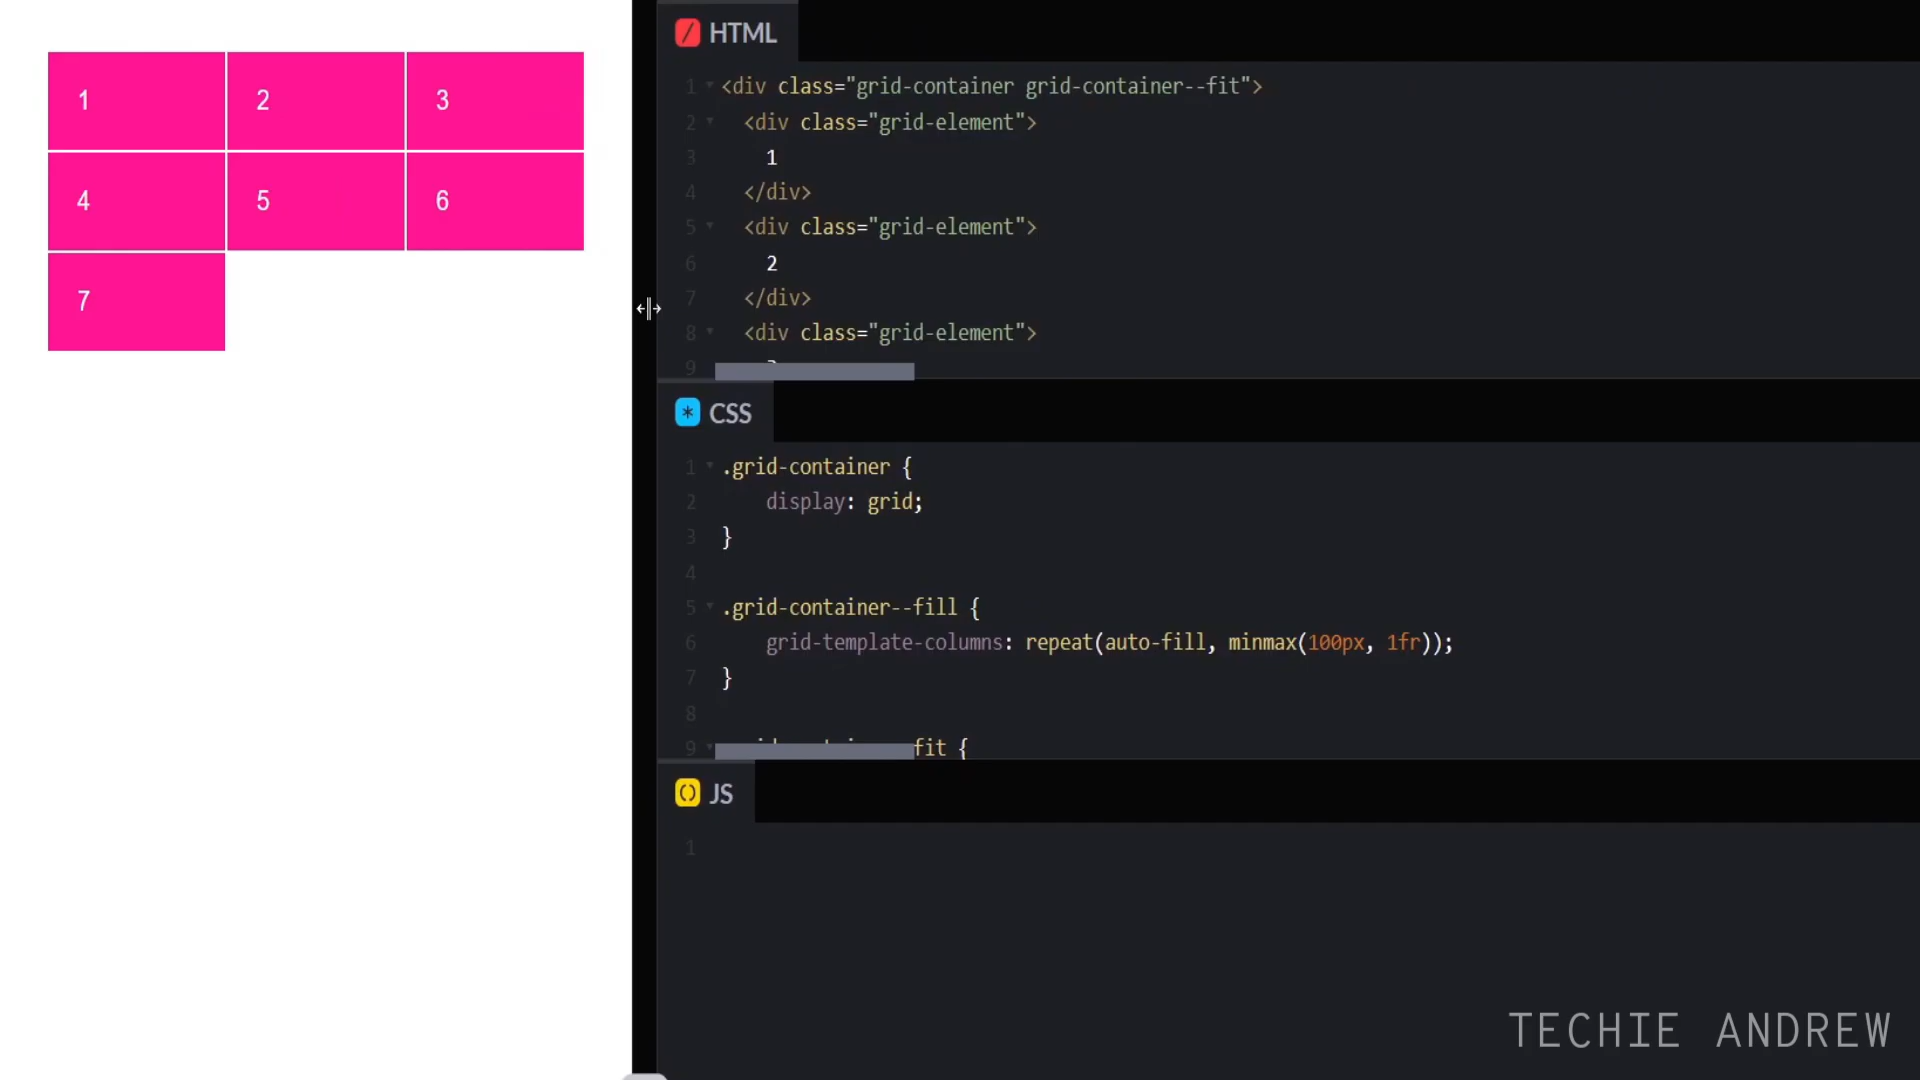 1
2
3
4
5
6
7
HTML
1 <div class="grid-container grid-container--fit">
2 <div class="grid-element">
3 1
4 </div>
5 <div class="grid-element">
6 2
7 </div>
8 <div class="grid-element">
9
CSS
1 .grid-container {
2 display: grid;
3 }
4
5 .grid-container--fill {
6 grid-template-columns: repeat(auto-fill, minmax(100px, 1fr));
7 }
8
9 fit {
JS
1
TECHIE ANDREW